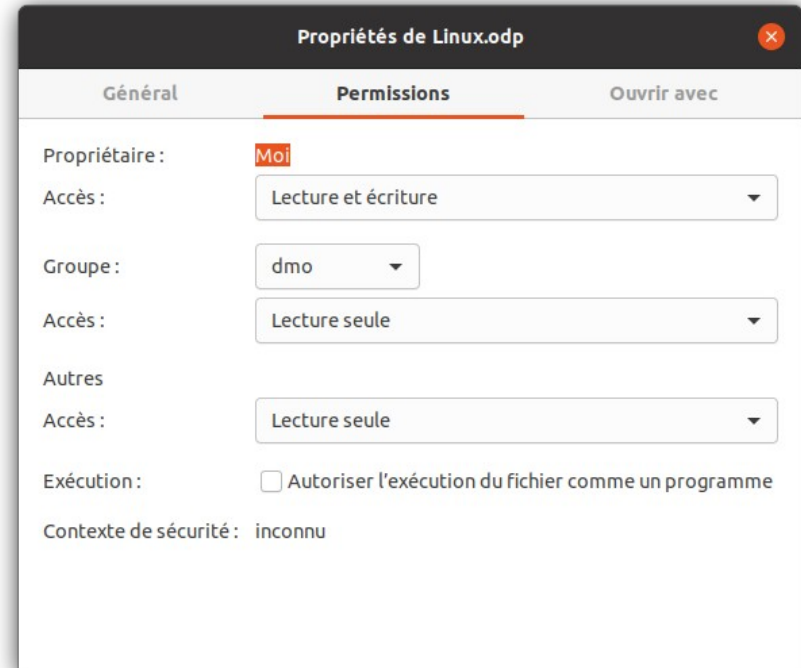 Propriétés de Linux.odp
Général Permissions Ouvrir avec
Propriétaire : Moi
Accès : Lecture et écriture
Groupe : dmo
Accès : Lecture seule
Autres
Accès : Lecture seule
Exécution : Autoriser l'exécution du fichier comme un programme
Contexte de sécurité : inconnu